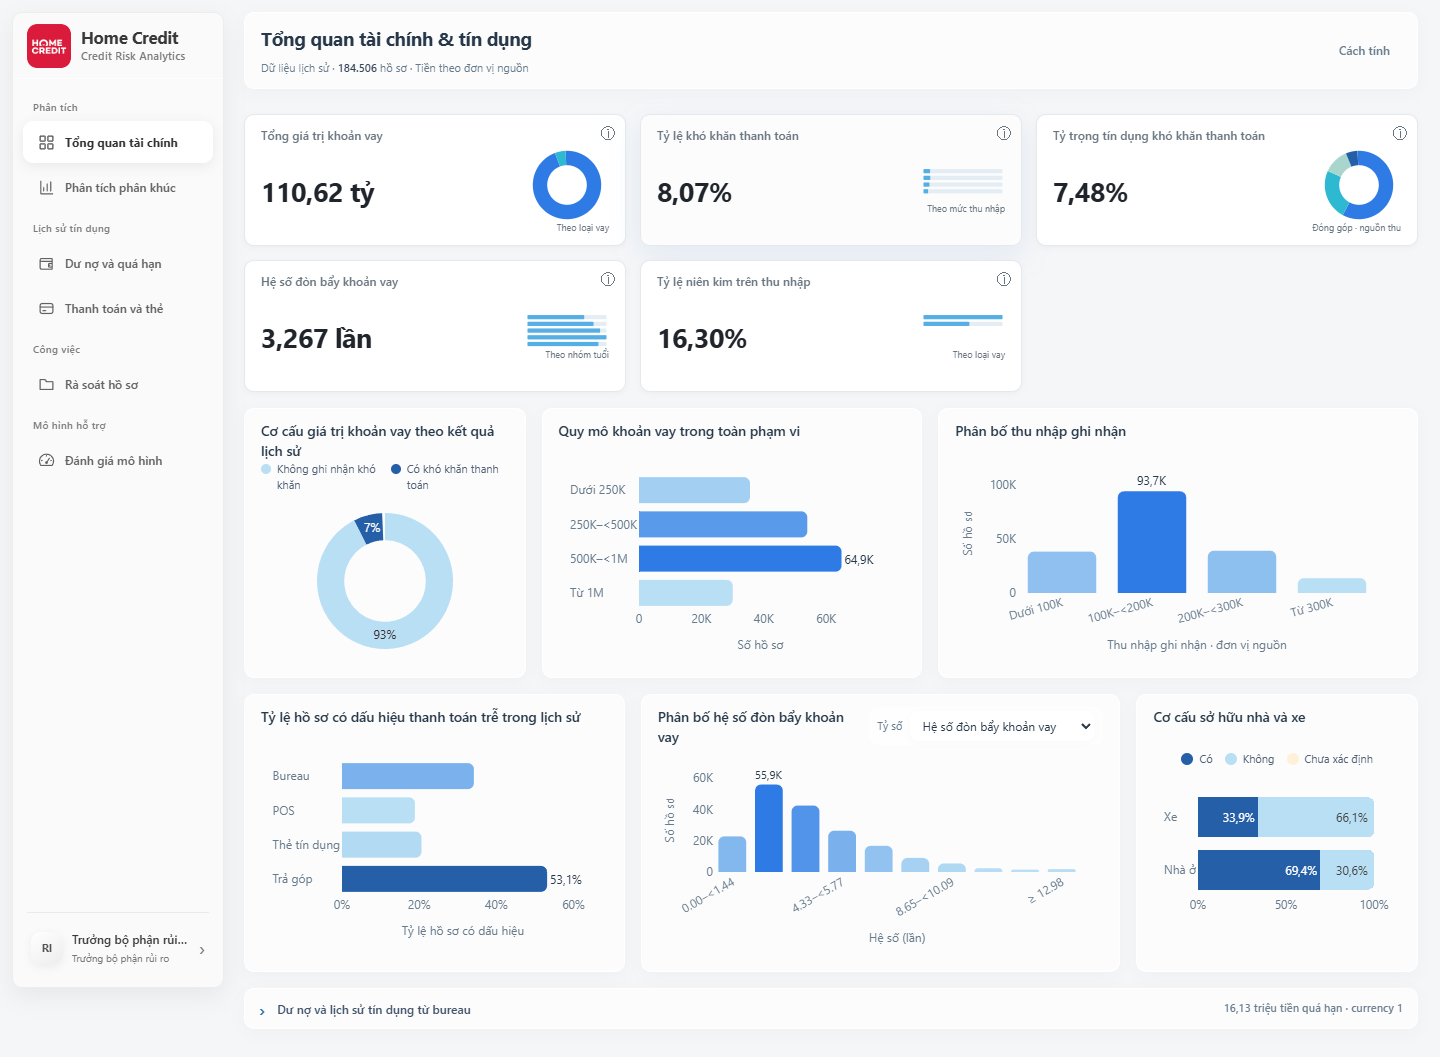 HOME CREDIT
Home Credit
Credit Risk Analytics
Phân tích
Tổng quan tài chính
Phân tích phân khúc
Lịch sử tín dụng
Dư nợ và quá hạn
Thanh toán và thẻ
Công việc
Rà soát hồ sơ
Mô hình hỗ trợ
Đánh giá mô hình
RI
Trưởng bộ phận rủi...
Trưởng bộ phận rủi ro
Tổng quan tài chính & tín dụng
Dữ liệu lịch sử · 184.506 hồ sơ · Tiền theo đơn vị nguồn
Cách tính
Tổng giá trị khoản vay
110,62 tỷ
Theo loại vay
Tỷ lệ khó khăn thanh toán
8,07%
Theo mức thu nhập
Tỷ trọng tín dụng khó khăn thanh toán
7,48%
Đóng góp · nguồn thu
Hệ số đòn bẩy khoản vay
3,267 lần
Theo nhóm tuổi
Tỷ lệ niên kim trên thu nhập
16,30%
Theo loại vay
Cơ cấu giá trị khoản vay theo kết quả
lịch sử
Không ghi nhận khó
khăn
Có khó khăn thanh
toán
7%
93%
Quy mô khoản vay trong toàn phạm vi
Dưới 250K
250K–<500K
500K–<1M
64,9K
Từ 1M
0 20K 40K 60K
Số hồ sơ
Phân bố thu nhập ghi nhận
Số hồ sơ
100K
50K
0
93,7K
Dưới 100K 100K–<200K 200K–<300K Từ 300K
Thu nhập ghi nhận · đơn vị nguồn
Tỷ lệ hồ sơ có dấu hiệu thanh toán trễ trong lịch sử
Bureau
POS
Thẻ tín dụng
Trả góp
53,1%
0% 20% 40% 60%
Tỷ lệ hồ sơ có dấu hiệu
Phân bố hệ số đòn bẩy khoản
vay
Tỷ số
Hệ số đòn bẩy khoản vay
Số hồ sơ
60K
40K
20K
0
55,9K
0.00–<1.44 4.33–<5.77 8.65–<10.09 ≥ 12.98
Hệ số (lần)
Cơ cấu sở hữu nhà và xe
Có Không Chưa xác định
Xe 33,9% 66,1%
Nhà ở 69,4% 30,6%
0% 50% 100%
Dư nợ và lịch sử tín dụng từ bureau
16,13 triệu tiền quá hạn · currency 1